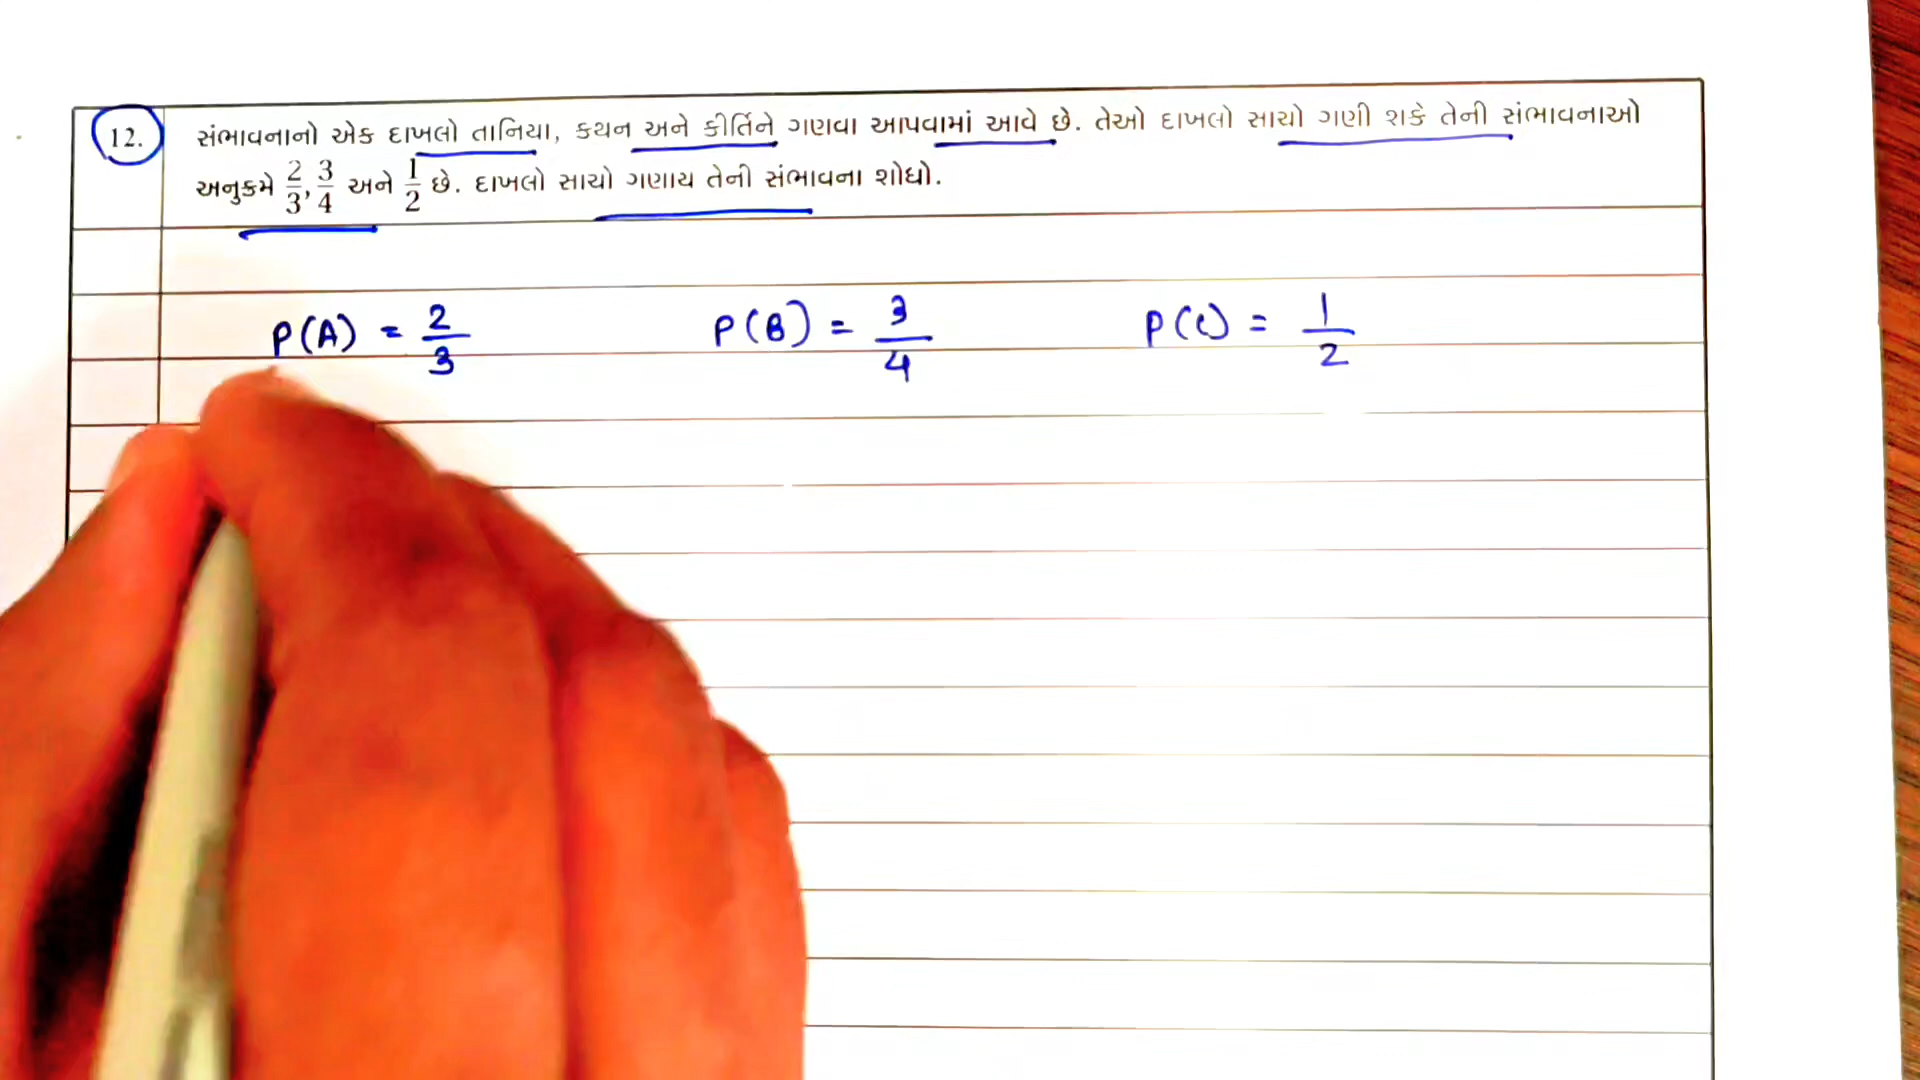 12. સંભાવનાનો એક દાખલો તાનિયા, કથન અને કીર્તિને ગણવા આપવામાં આવે છે. તેઓ દાખલો સાચો ગણી શકે તેની સંભાવનાઓ
અનુક્રમે 2/3, 3/4 અને 1/2 છે. દાખલો સાચો ગણાય તેની સંભાવના શોધો.
P(A) = 2/3 P(B) = 3/4 P(C) = 1/2